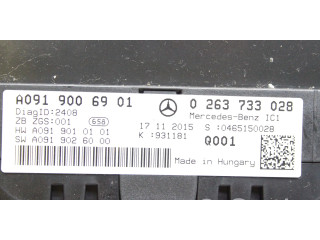 A091 900 69 01
0 263 733 028
DiagID:2408
Mercedes-Benz IC1
ZB ZGS:001 658
17 11 2015
S :0465150028
HW A091 901 01 01
K :931181
Q001
SW A091 902 60 00
Made in Hungary